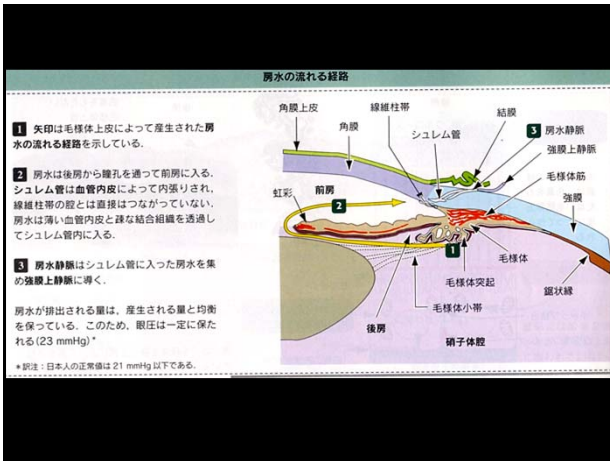 房水の流れる経路
1 矢印は毛様体上皮によって産生された房
水の流れる経路を示している.
2 房水は後房から瞳孔を通って前房に入る.
シュレム管は血管内皮によって内張りされ,
線維柱帯の腔とは直接はつながっていない.
房水は薄い血管内皮と疎な結合組織を透過し
てシュレム管内に入る.
3 房水静脈はシュレム管に入った房水を集
め強膜上静脈に導く.
房水が排出される量は, 産生される量と均衡
を保っている. このため, 眼圧は一定に保た
れる(23 mmHg)*
*訳注：日本人の正常値は 21 mmHg 以下である.
角膜上皮
線維柱帯
結膜
角膜
シュレム管
3 房水静脈
強膜上静脈
毛様体筋
虹彩
前房
2
強膜
1
毛様体
毛様体突起
鋸状縁
毛様体小帯
後房
硝子体腔